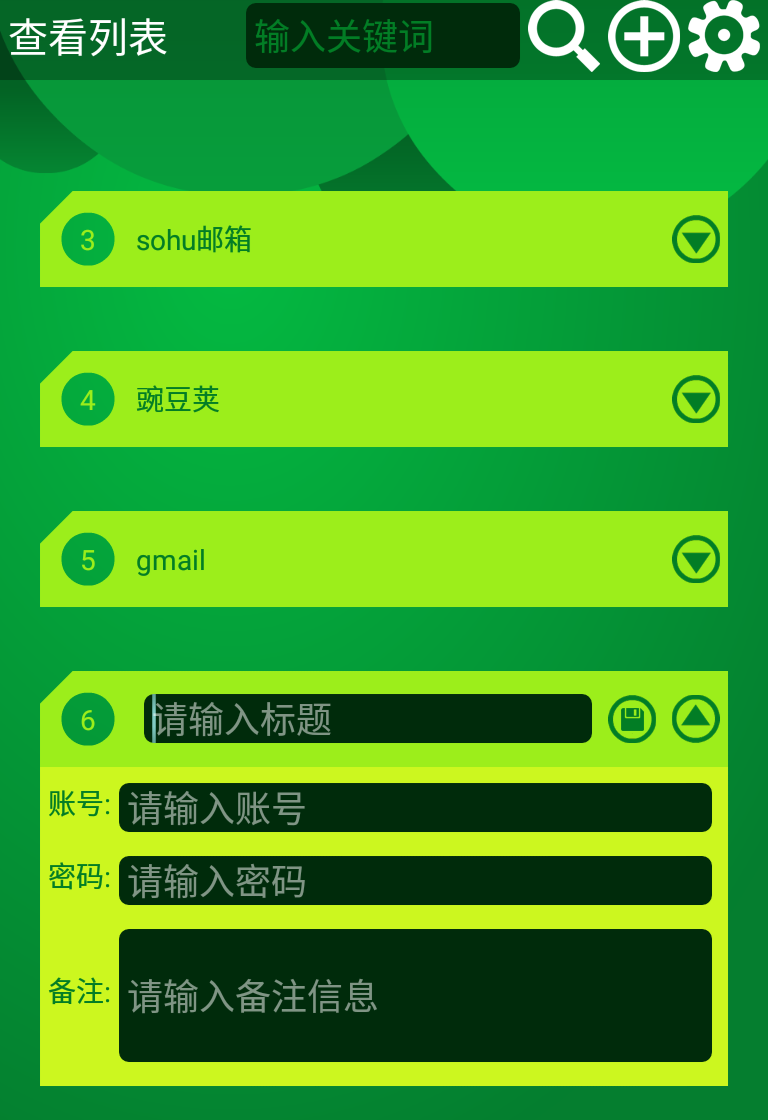 查看列表
输入关键词
3
sohu邮箱
4
豌豆荚
5
gmail
6
请输入标题
账号:
请输入账号
密码:
请输入密码
备注:
请输入备注信息